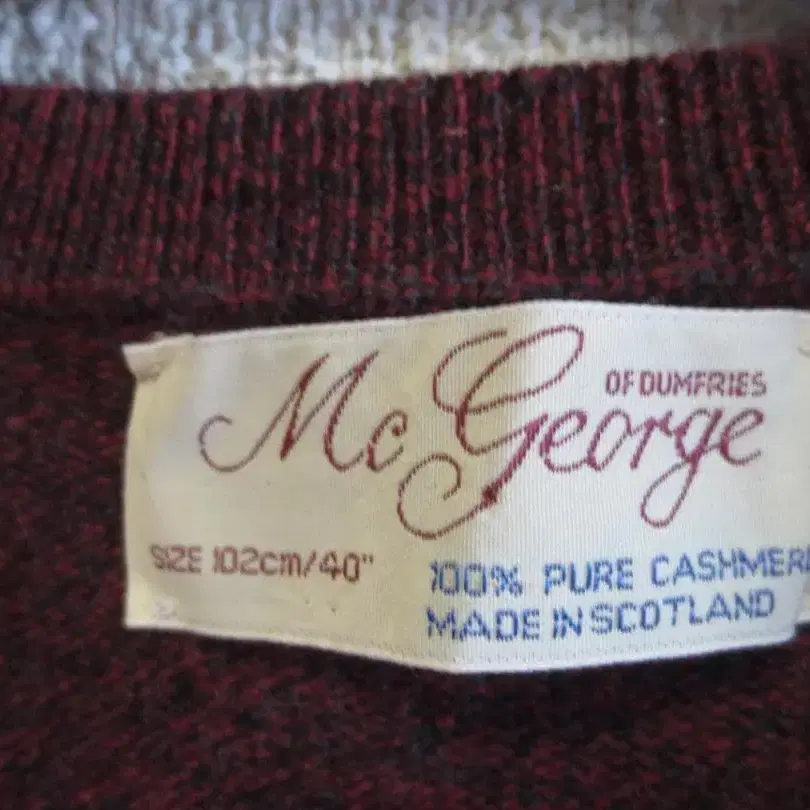 OF DUMFRIES
Mc George
SIZE 102cm/40"
100% PURE CASHMERE
MADE IN SCOTLAND